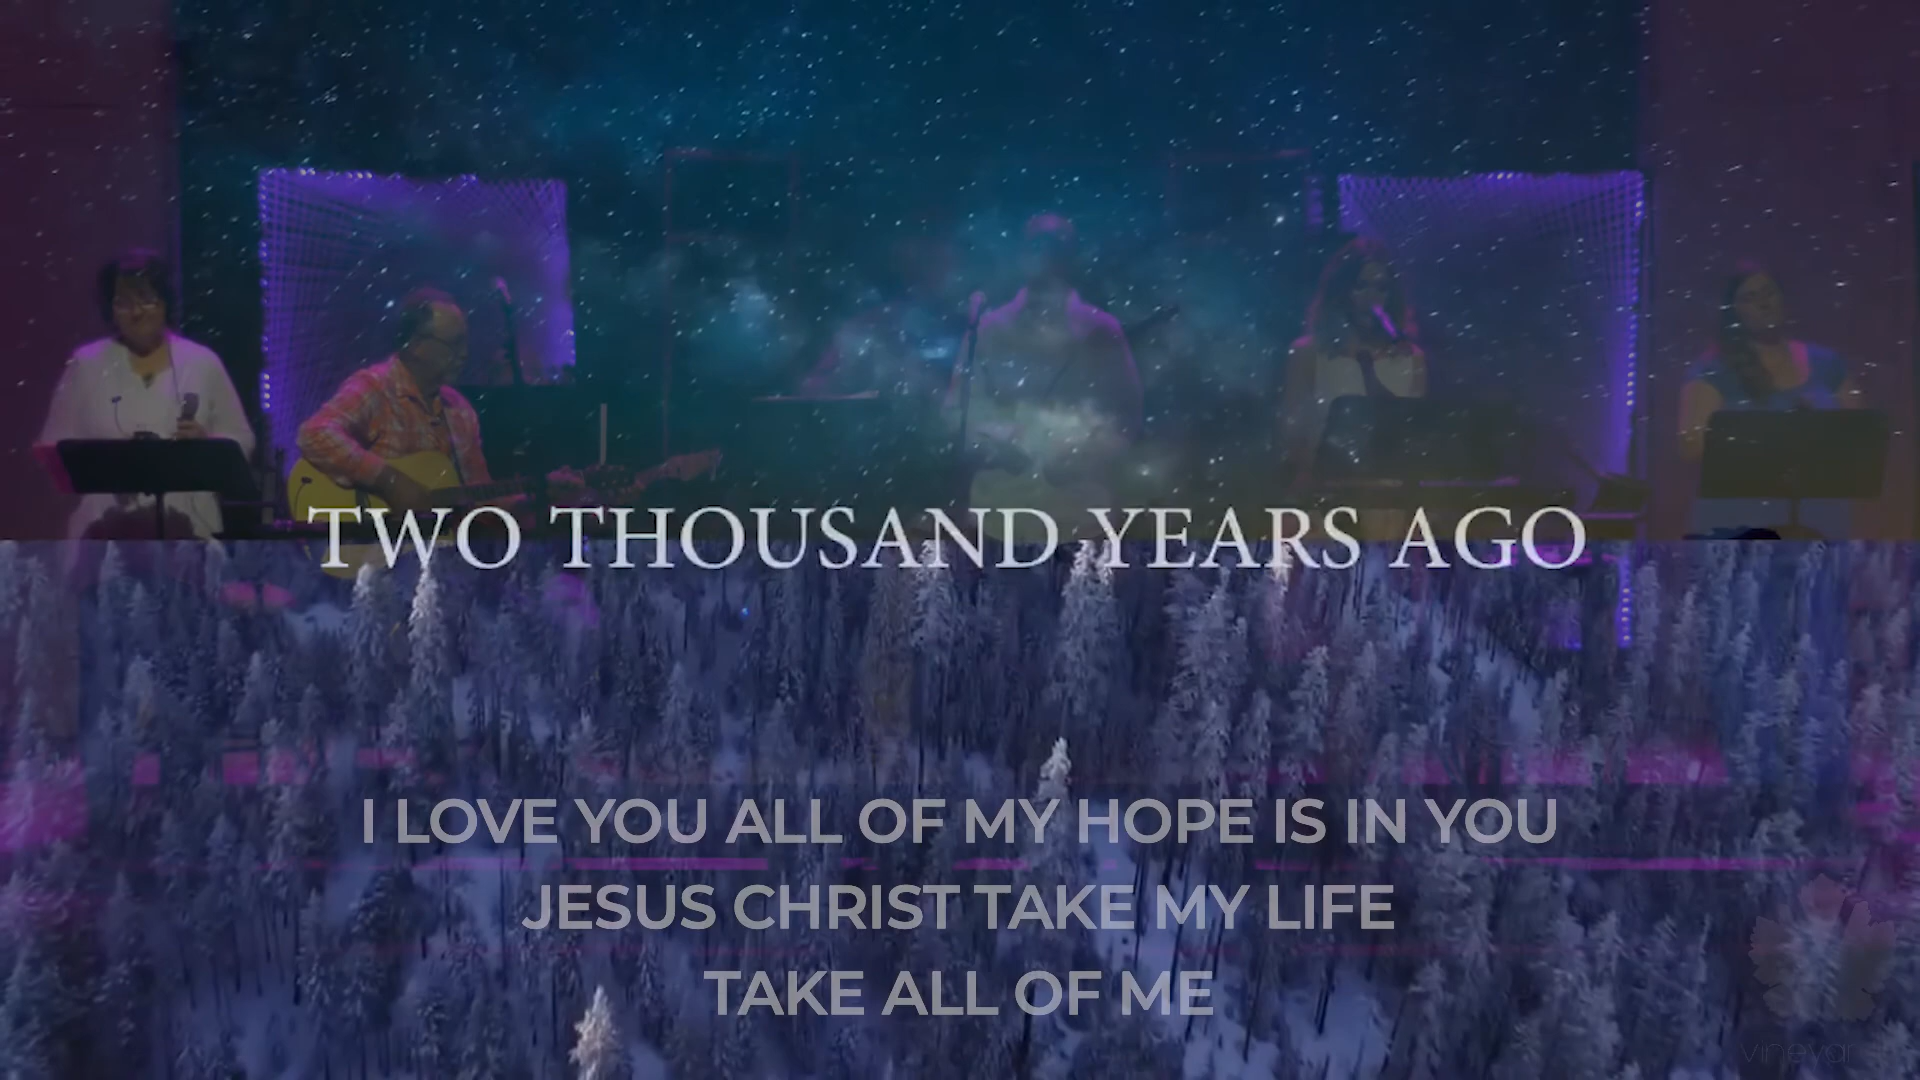 TWO THOUSAND YEARS AGO
I LOVE YOU ALL OF MY HOPE IS IN YOU
JESUS CHRIST TAKE MY LIFE
TAKE ALL OF ME